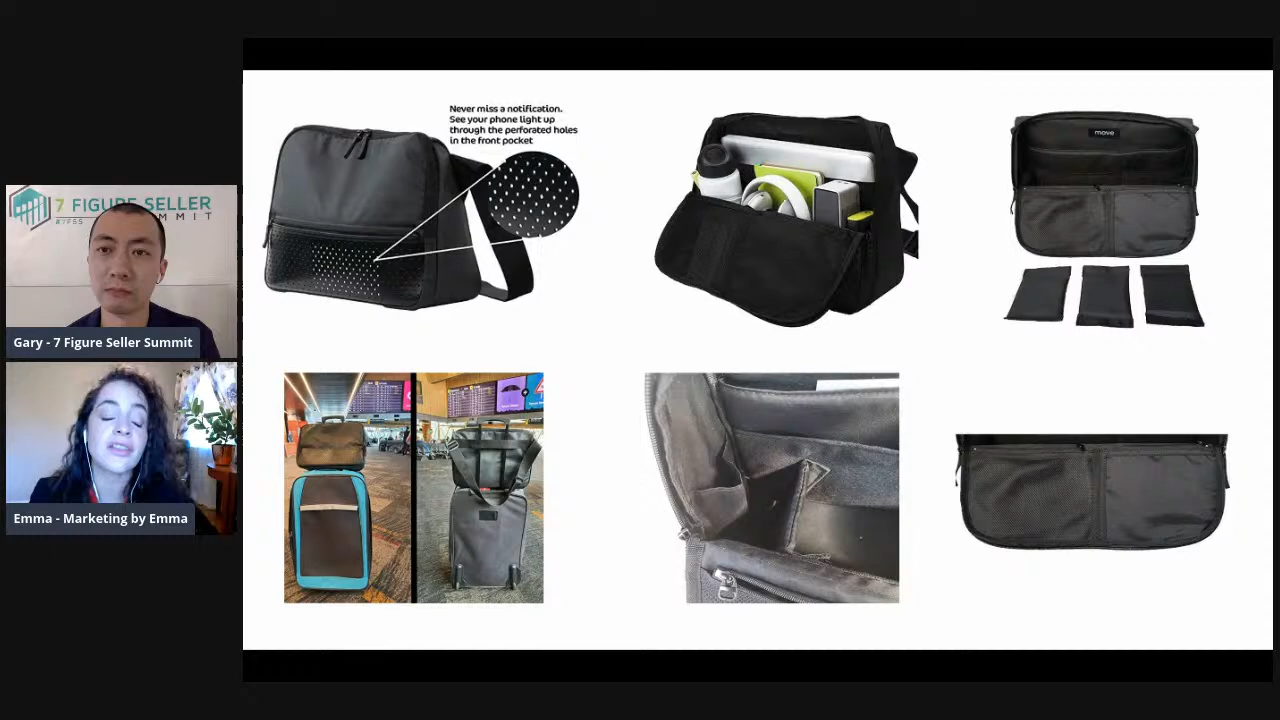 Never miss a notification.
See your phone light up
through the perforated holes
in the front pocket
move
7 FIGURE SELLER
#7FSS SUMMIT
Gary - 7 Figure Seller Summit
Emma - Marketing by Emma